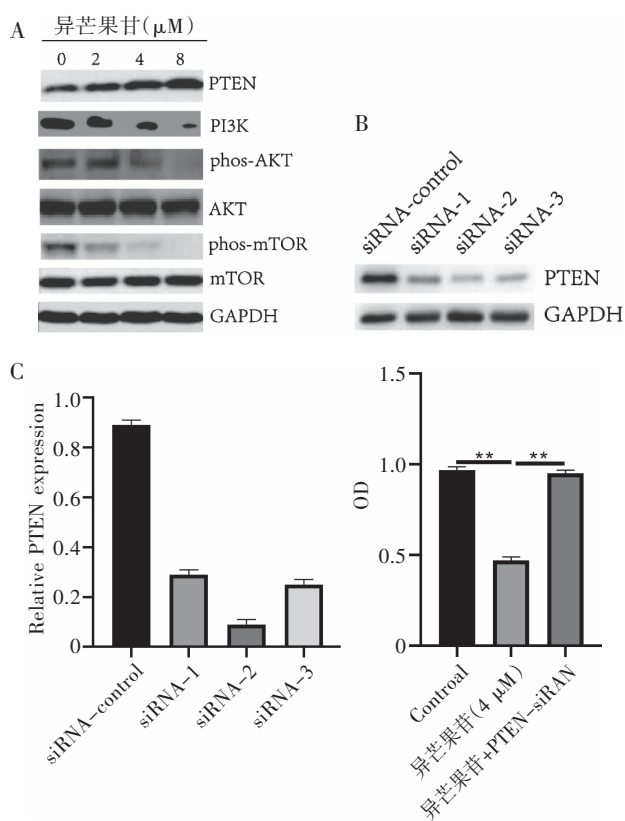 A
异芒果甘(μM)
0 2 4 8
PTEN
PI3K
phos-AKT
AKT
phos-mTOR
mTOR
GAPDH
B
siRNA-control
siRNA-1
siRNA-2
siRNA-3
PTEN
GAPDH
C
Relative PTEN expression
1.0
0.8
0.6
0.4
0.2
0
siRNA-control
siRNA-1
siRNA-2
siRNA-3
OD
1.5
1.0
0.5
0
** **
Controal
异芒果苷(4 μM)
异芒果苷+PTEN-siRAN